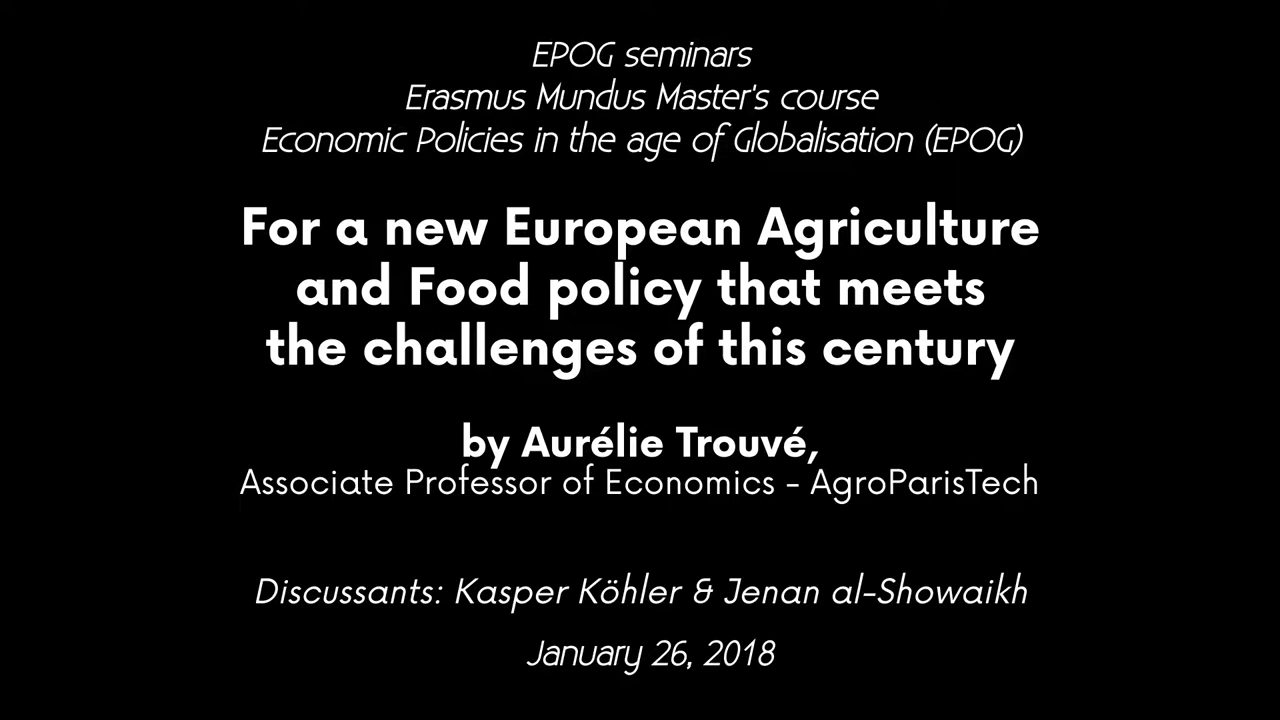 EPOG seminars
Erasmus Mundus Master's course
Economic Policies in the age of Globalisation (EPOG)
For a new European Agriculture
and Food policy that meets
the challenges of this century
by Aurélie Trouvé,
Associate Professor of Economics - AgroParisTech
Discussants: Kasper Köhler & Jenan al-Showaikh
January 26, 2018